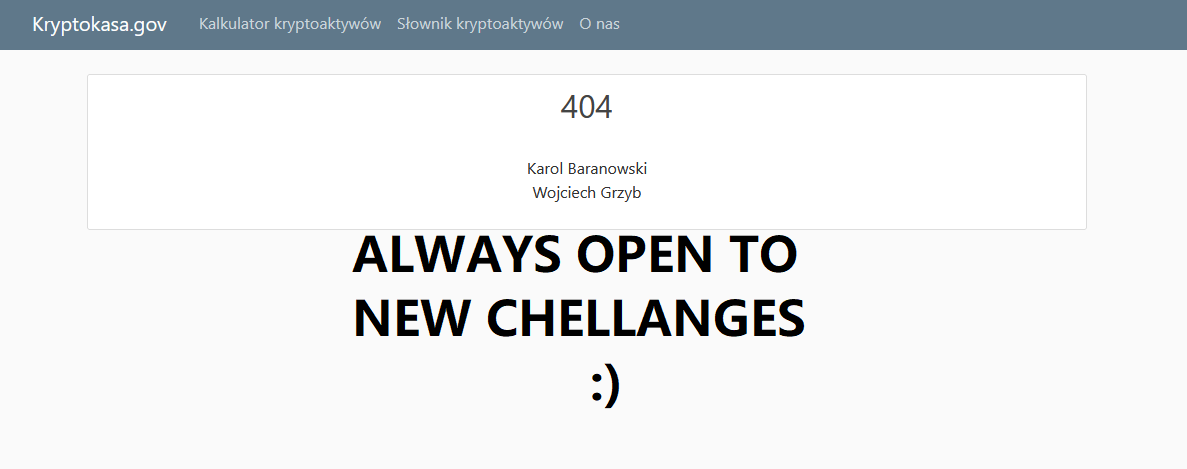 Kryptokasa.gov Kalkulator kryptoaktywów Słownik kryptoaktywów O nas
404
Karol Baranowski
Wojciech Grzyb
ALWAYS OPEN TO
NEW CHELLANGES
:)